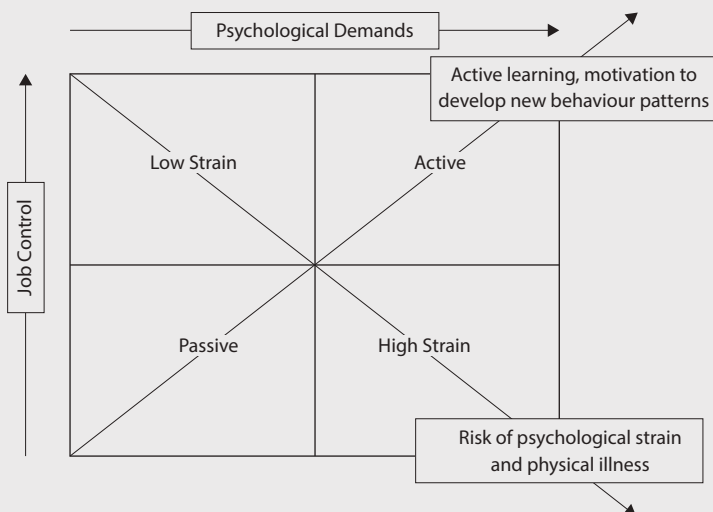 Psychological Demands
Active learning, motivation to
develop new behaviour patterns
Low Strain
Active
Job Control
Passive
High Strain
Risk of psychological strain
and physical illness